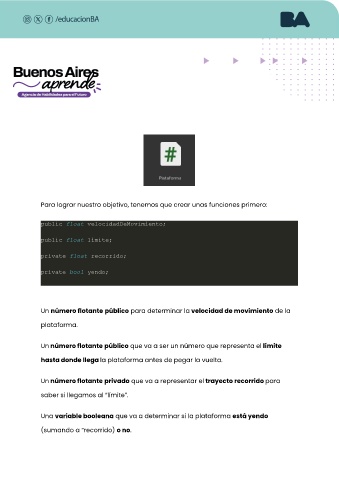 /educacionBA
BA
Buenos Aires
aprende
Agencia de Habilidades para el Futuro
#
Plataforma
Para lograr nuestro objetivo, tenemos que crear unas funciones primero:
public float velocidadDeMovimiento;
public float limite;
private float recorrido;
private bool yendo;
Un número flotante público para determinar la velocidad de movimiento de la
plataforma.
Un número flotante público que va a ser un número que representa el límite
hasta donde llega la plataforma antes de pegar la vuelta.
Un número flotante privado que va a representar el trayecto recorrido para
saber si llegamos al "límite".
Una variable booleana que va a determinar si la plataforma está yendo
(sumando a "recorrido) o no.